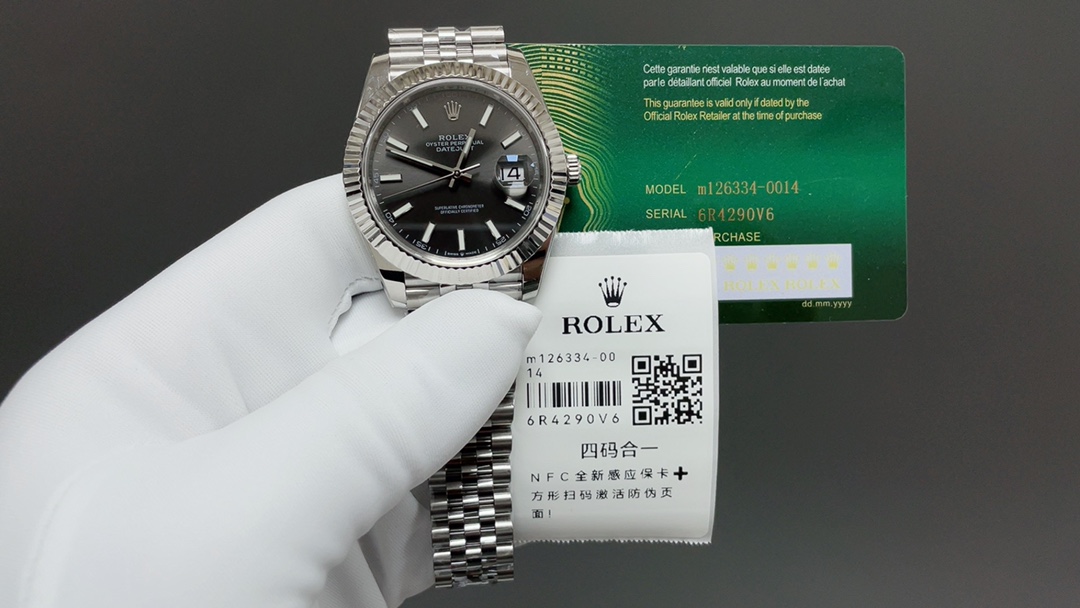 ROLEX
OYSTER PERPETUAL
DATEJUST
14
SUPERLATIVE CHRONOMETER
OFFICIALLY CERTIFIED
Cette garantie n'est valable que si elle est datée
par le détaillant officiel Rolex au moment de l'achat
This guarantee is valid only if dated by the
Official Rolex Retailer at the time of purchase
MODEL m126334-0014
SERIAL 6R4290V6
RCHASE
ROLEX ROLEX
dd.mm.yyyy
ROLEX
m126334-00
14
6R4290V6
四码合一
NFC全新感应保卡+
方形扫码激活防伪页
面!